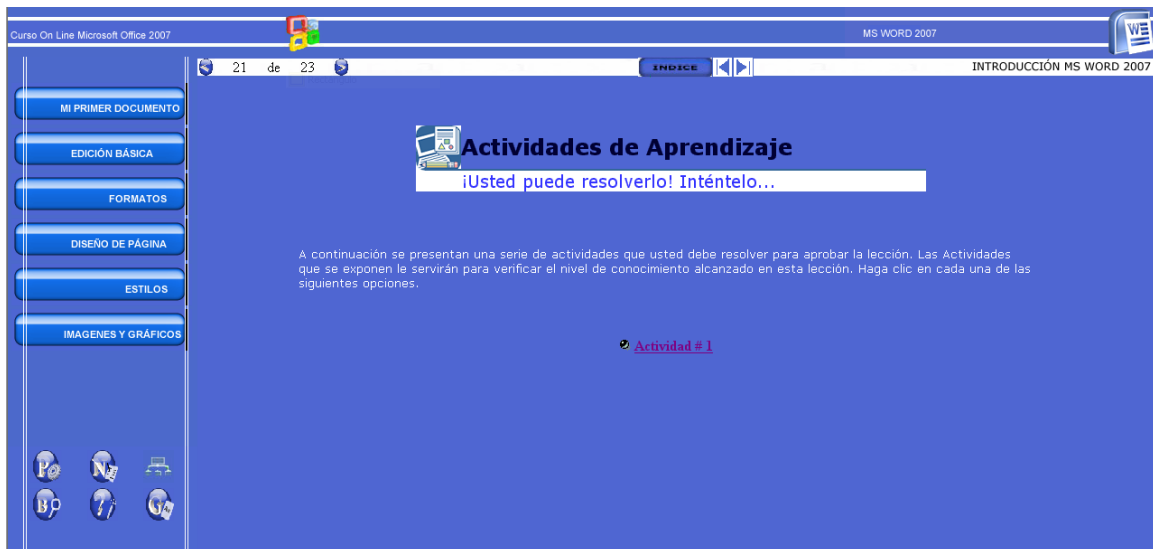 Curso On Line Microsoft Office 2007
MS WORD 2007
21 de 23
INDICE
INTRODUCCIÓN MS WORD 2007
MI PRIMER DOCUMENTO
EDICIÓN BÁSICA
FORMATOS
DISEÑO DE PÁGINA
ESTILOS
IMAGENES Y GRÁFICOS
Actividades de Aprendizaje
¡Usted puede resolverlo! Inténtelo...
A continuación se presentan una serie de actividades que usted debe resolver para aprobar la lección. Las Actividades
que se exponen le servirán para verificar el nivel de conocimiento alcanzado en esta lección. Haga clic en cada una de las
siguientes opciones.
Actividad # 1